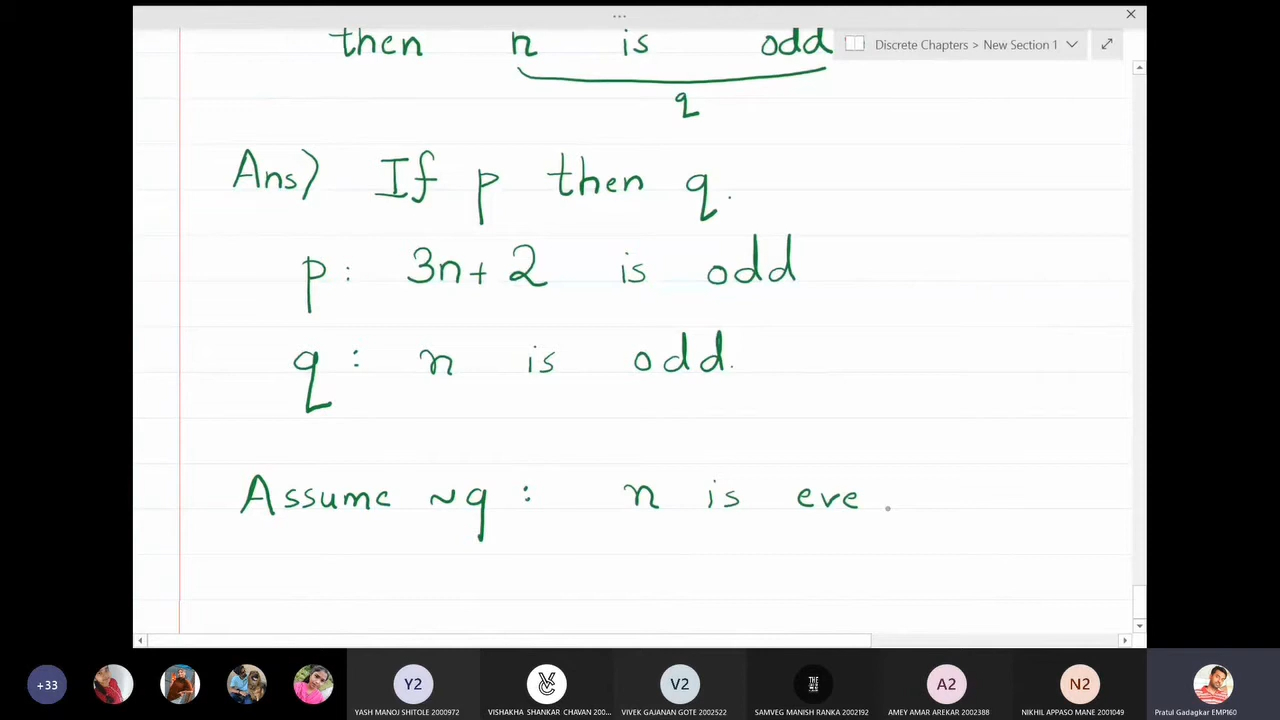 ...
then n is odd
Discrete Chapters > New Section 1
q
Ans) If p then q.
p: 3n+2 is odd
q: n is odd.
Assume ~q: n is eve
+33
Y2
V2
A2
N2
YASH MANOJ SHITOLE 2000972
VISHAKHA SHANKAR CHAVAN 200...
VIVEK GAJANAN GOTE 2002522
SAMVEG MANISH RANKA 2002192
AMEY AMAR AREKAR 2002388
NIKHIL APPASO MANE 2001049
Pratul Gadagkar EMP160